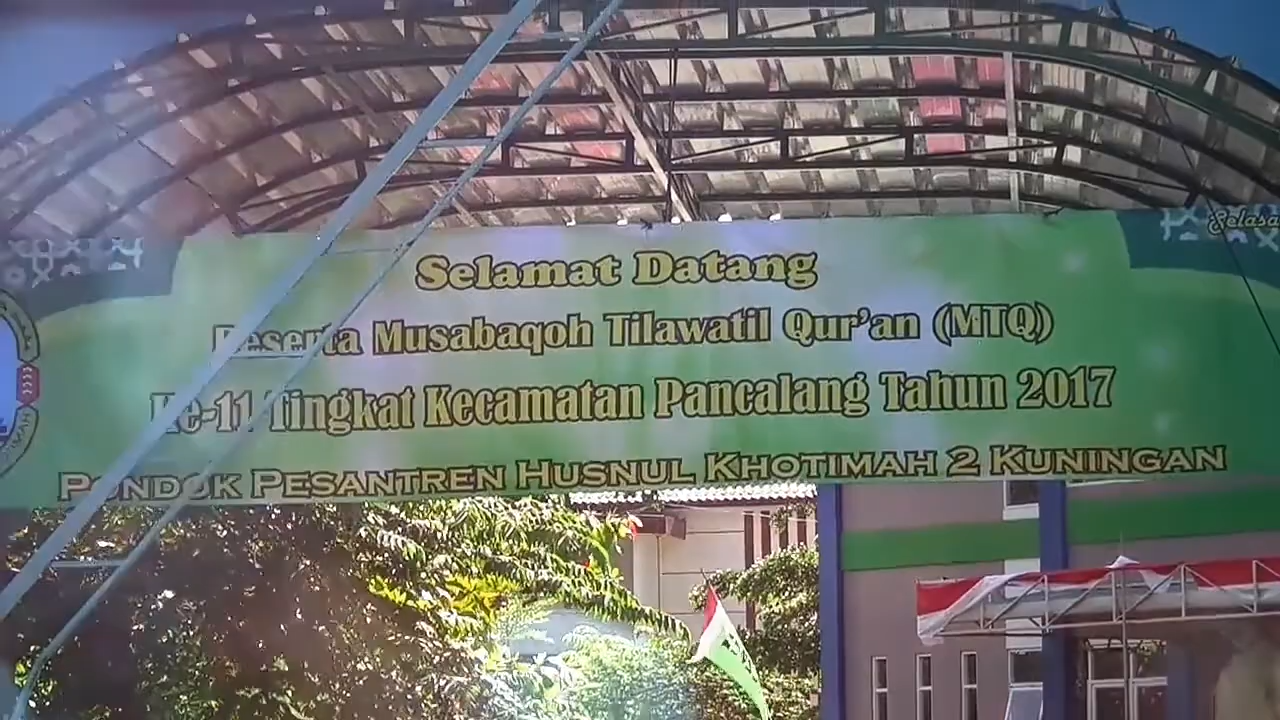 Selamat Datang
Peserta Musabaqoh Tilawatil Qur'an (MTQ)
Ke-11 Tingkat Kecamatan Pancalang Tahun 2017
PONDOK PESANTREN HUSNUL KHOTIMAH 2 KUNINGAN